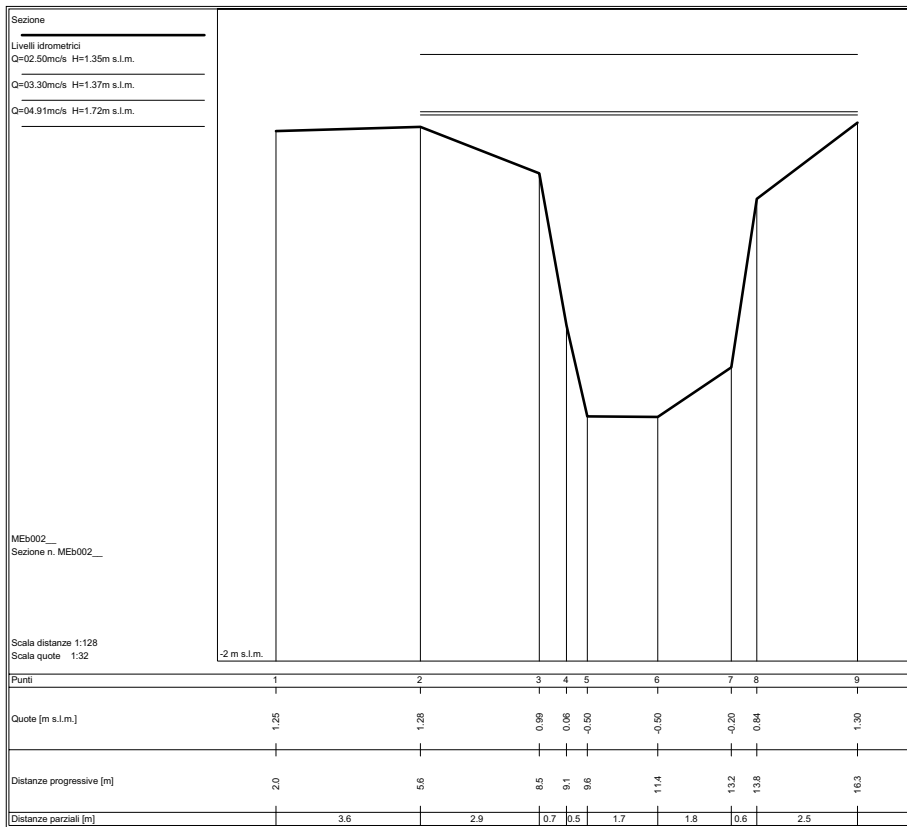 Sezione
Livelli idrometrici
Q=02.50mc/s H=1.35m s.l.m.
Q=03.30mc/s H=1.37m s.l.m.
Q=04.91mc/s H=1.72m s.l.m.
MEb002__
Sezione n. MEb002__
Scala distanze 1:128
Scala quote 1:32
-2 m s.l.m.
Punti 1 2 3 4 5 6 7 8 9
Quote [m s.l.m.] 1.25 1.28 0.99 0.06 -0.50 -0.50 -0.20 0.84 1.30
Distanze progressive [m] 2.0 5.6 8.5 9.1 9.6 11.4 13.2 13.8 16.3
Distanze parziali [m] 3.6 2.9 0.7 0.5 1.7 1.8 0.6 2.5